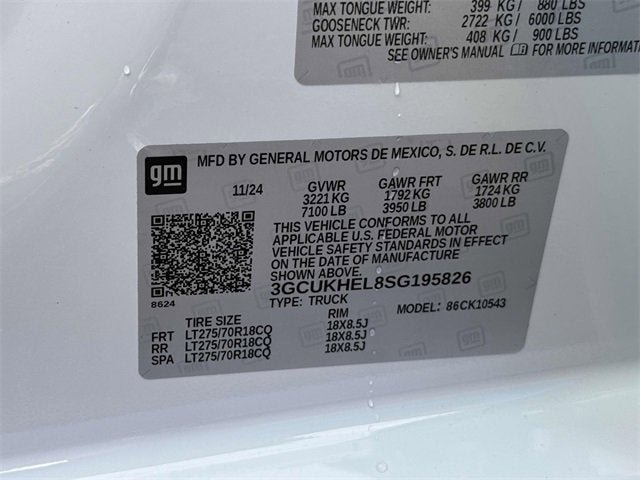 MAX TONGUE WEIGHT: 399 KG / 880 LBS
GOOSENECK TWR: 2722 KG / 6000 LBS
MAX TONGUE WEIGHT: 408 KG / 900 LBS
SEE OWNER'S MANUAL FOR MORE INFORMAT
gm
MFD BY GENERAL MOTORS DE MEXICO, S. DE R.L. DE C.V.
11/24 GVWR GAWR FRT GAWR RR
3221 KG 1792 KG 1724 KG
7100 LB 3950 LB 3800 LB
THIS VEHICLE CONFORMS TO ALL
APPLICABLE U.S. FEDERAL MOTOR
VEHICLE SAFETY STANDARDS IN EFFECT
ON THE DATE OF MANUFACTURE
SHOWN ABOVE.
3GCUKHEL8SG195826
8624
TYPE: TRUCK MODEL: 86CK10543
TIRE SIZE RIM
FRT LT275/70R18CQ 18X8.5J
RR LT275/70R18CQ 18X8.5J
SPA LT275/70R18CQ 18X8.5J